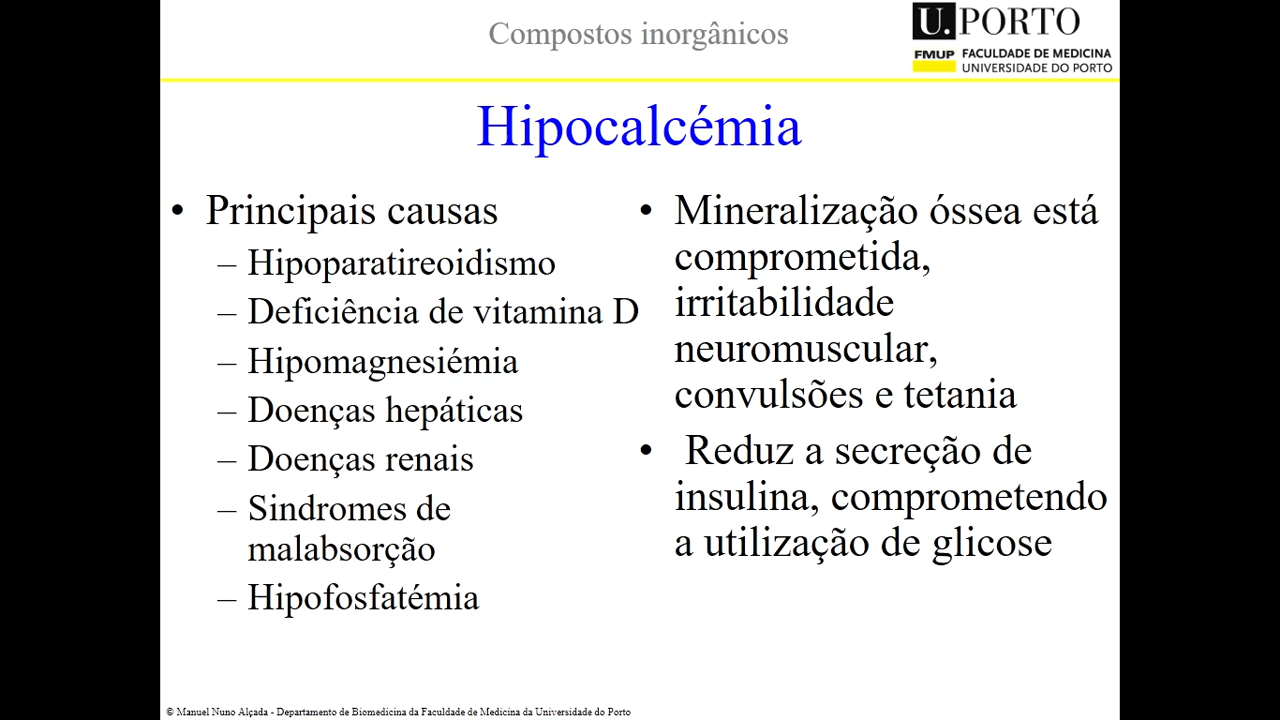 Compostos inorgânicos
U.PORTO
FMUP FACULDADE DE MEDICINA
UNIVERSIDADE DO PORTO
Hipocalcémia
• Principais causas
– Hipoparatireoidismo
– Deficiência de vitamina D
– Hipomagnesiémia
– Doenças hepáticas
– Doenças renais
– Sindromes de
malabsorção
– Hipofosfatémia
• Mineralização óssea está
comprometida,
irritabilidade
neuromuscular,
convulsões e tetania
• Reduz a secreção de
insulina, comprometendo
a utilização de glicose
© Manuel Nuno Alçada - Departamento de Biomedicina da Faculdade de Medicina da Universidade do Porto